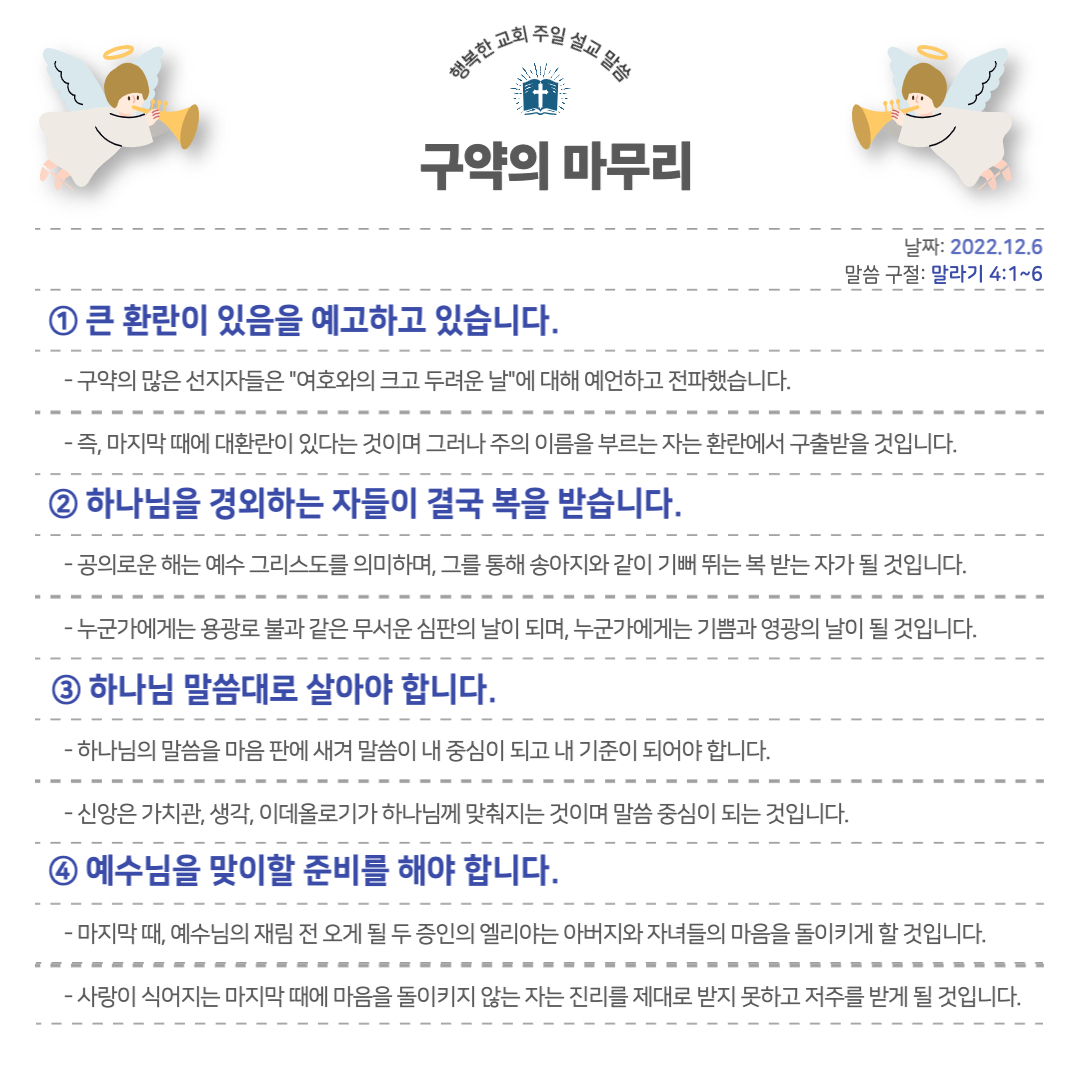 행복한 교회 주일 설교 말씀
구약의 마무리
날짜: 2022.12.6
말씀 구절: 말라기 4:1~6
① 큰 환란이 있음을 예고하고 있습니다.
- 구약의 많은 선지자들은 "여호와의 크고 두려운 날"에 대해 예언하고 전파했습니다.
- 즉, 마지막 때에 대환란이 있다는 것이며 그러나 주의 이름을 부르는 자는 환란에서 구출받을 것입니다.
② 하나님을 경외하는 자들이 결국 복을 받습니다.
- 공의로운 해는 예수 그리스도를 의미하며, 그를 통해 송아지와 같이 기뻐 뛰는 복 받는 자가 될 것입니다.
- 누군가에게는 용광로 불과 같은 무서운 심판의 날이 되며, 누군가에게는 기쁨과 영광의 날이 될 것입니다.
③ 하나님 말씀대로 살아야 합니다.
- 하나님의 말씀을 마음 판에 새겨 말씀이 내 중심이 되고 내 기준이 되어야 합니다.
- 신앙은 가치관, 생각, 이데올로기가 하나님께 맞춰지는 것이며 말씀 중심이 되는 것입니다.
④ 예수님을 맞이할 준비를 해야 합니다.
- 마지막 때, 예수님의 재림 전 오게 될 두 증인의 엘리야는 아버지와 자녀들의 마음을 돌이키게 할 것입니다.
- 사랑이 식어지는 마지막 때에 마음을 돌이키지 않는 자는 진리를 제대로 받지 못하고 저주를 받게 될 것입니다.